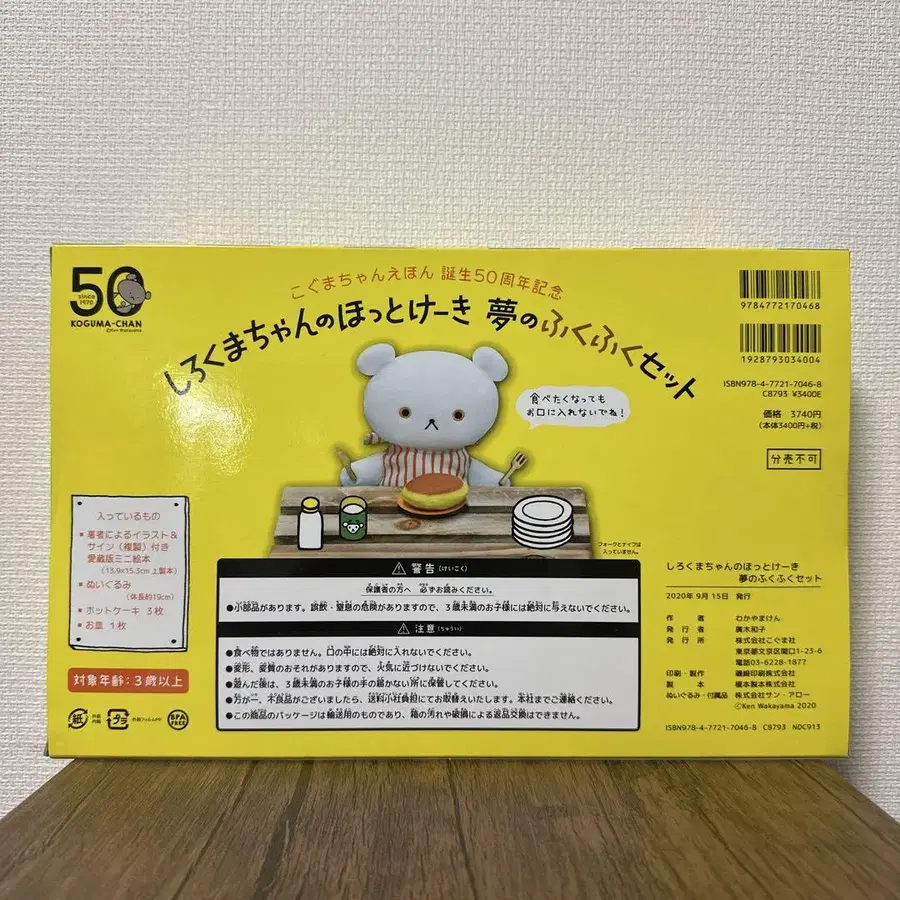 50
since 1970
KOGUMA-CHAN
©Ken Wakayama
こぐまちゃんえほん 誕生50周年記念
しろくまちゃんのほっとけーき 夢のふくふくセット
食べたくなっても
お口に入れないでね!
9784772170468
1928793034004
ISBN978-4-7721-7046-8
C8793 ¥3400E
価格 3740円
(本体3400円+税)
分売不可
入っているもの
■著者によるイラスト&
サイン(複製)付き
愛蔵版ミニ絵本
(13.9×15.3cm 上製本)
■ぬいぐるみ
(体長約19cm)
■ホットケーキ 3枚
■お皿 1枚
対象年齢:3歳以上
紙
外箱
内箱
プラ
外装フィルムPP
BPA
FREE
フォークとナイフは
入っていません。
⚠警告(けいこく)
保護者の方へ 必ずお読みください。
●小部品があります。誤飲・窒息の危険がありますので、3歳未満のお子様には絶対に与えないでください。
⚠注意(ちゅうい)
●食べ物ではありません。口の中には絶対に入れないでください。
●変形、変質のおそれがありますので、火気に近づけないでください。
●遊んだ後は、3歳未満のお子様の手の届かない所に保管してください。
●万が一、不良品がございましたら、送料小社負担にてお取替えいたします。本社までご連絡ください。
●この商品のパッケージは輸送用のものであり、箱の汚れや破損による返品交換はできません。
しろくまちゃんのほっとけーき
夢のふくふくセット
2020年9月15日 発行
作者 わかやまけん
発行者 廣木和子
発行所 株式会社こぐま社
東京都文京区関口1-23-6
電話03-6228-1877
印刷・製作 磯崎印刷株式会社
製本 榎本製本株式会社
ぬいぐるみ・付属品 株式会社サン・アロー
©Ken Wakayama 2020
ISBN978-4-7721-7046-8 C8793 NDC913